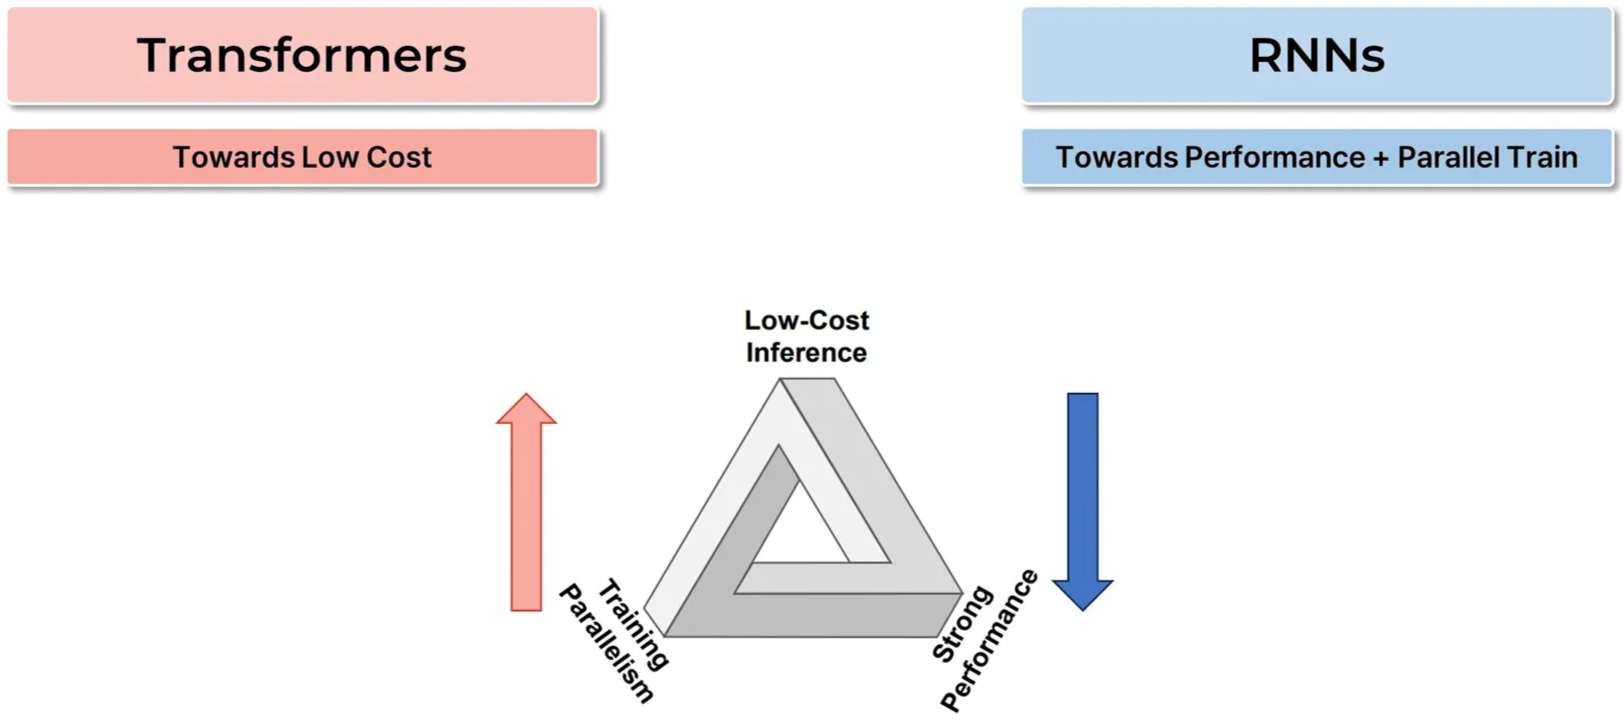 Transformers
RNNs
Towards Low Cost
Towards Performance + Parallel Train
Low-Cost
Inference
Training
Parallelism
Strong
Performance